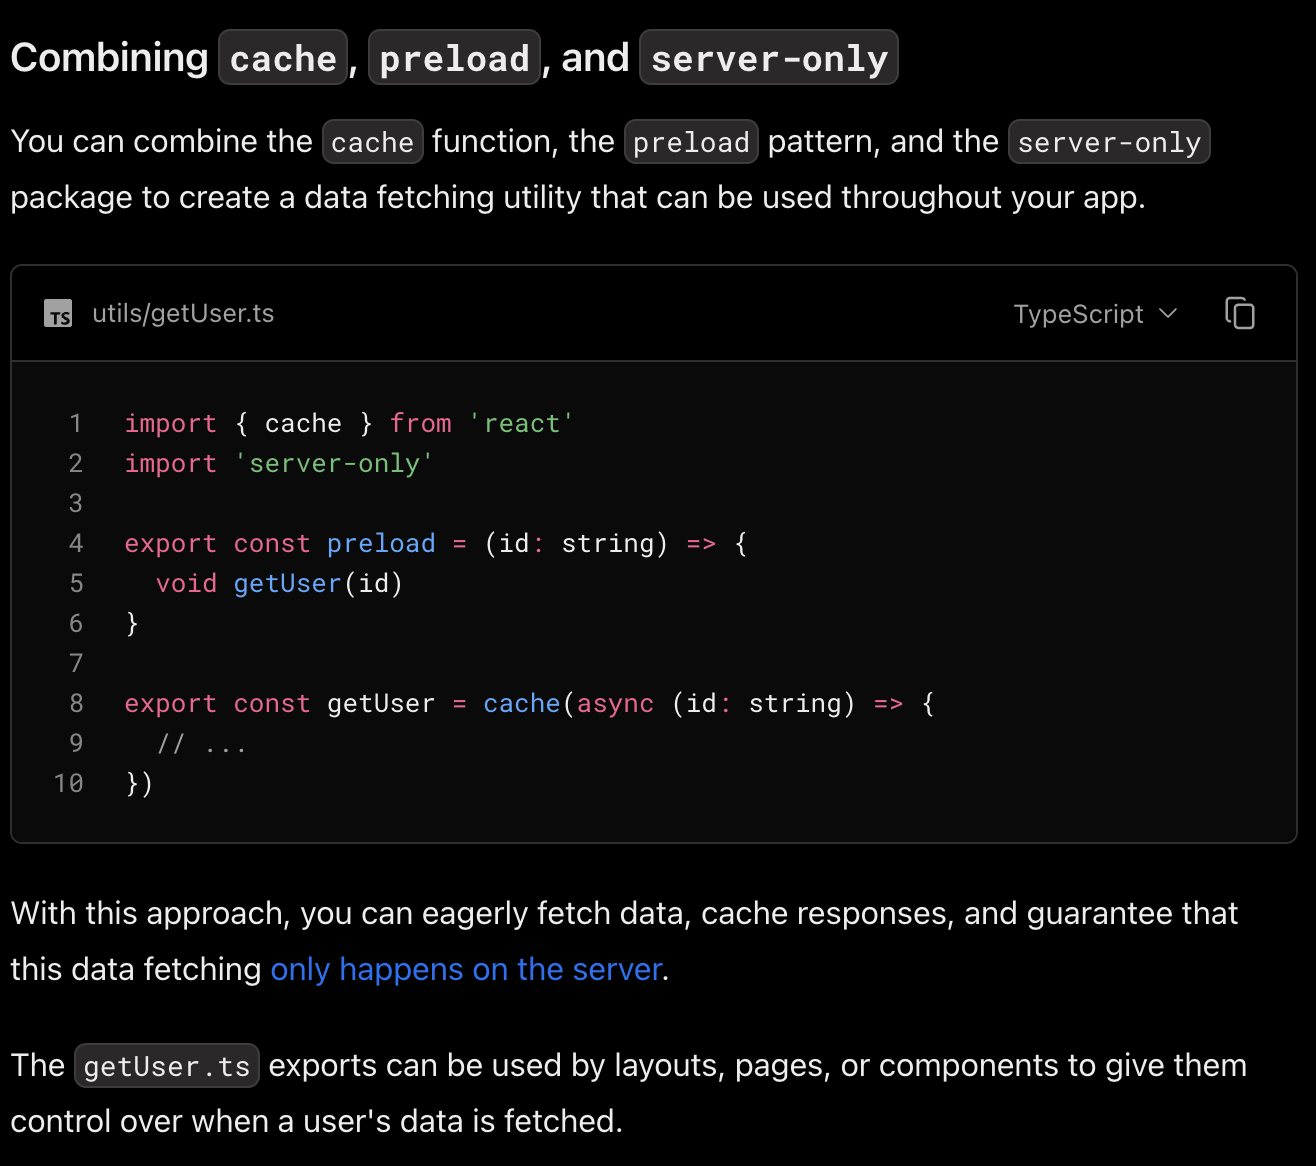 Combining cache, preload, and server-only
You can combine the cache function, the preload pattern, and the server-only
package to create a data fetching utility that can be used throughout your app.
TS utils/getUser.ts TypeScript
1 import { cache } from 'react'
2 import 'server-only'
3
4 export const preload = (id: string) => {
5   void getUser(id)
6 }
7
8 export const getUser = cache(async (id: string) => {
9   // ...
10 })
With this approach, you can eagerly fetch data, cache responses, and guarantee that
this data fetching only happens on the server.
The getUser.ts exports can be used by layouts, pages, or components to give them
control over when a user's data is fetched.